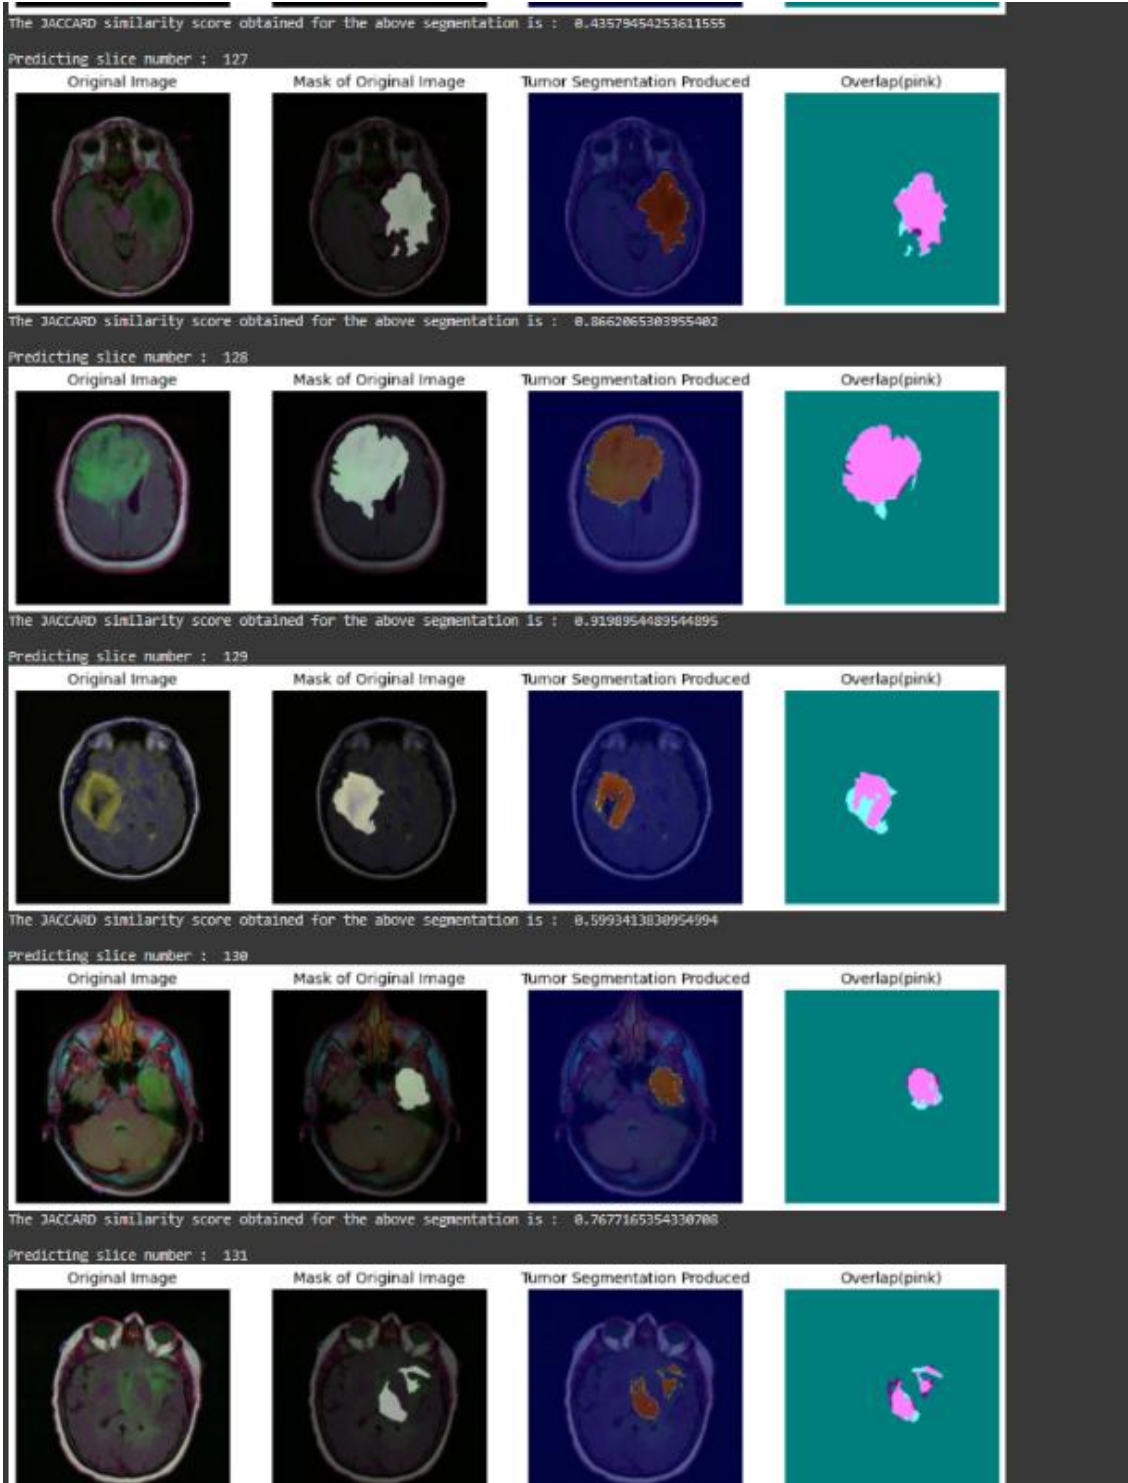 The JACCARD similarity score obtained for the above segmentation is :  0.43579454253611555
Predicting slice number :  127
Original Image Mask of Original Image Tumor Segmentation Produced Overlap(pink)
The JACCARD similarity score obtained for the above segmentation is :  0.8662065303955402
Predicting slice number :  128
Original Image Mask of Original Image Tumor Segmentation Produced Overlap(pink)
The JACCARD similarity score obtained for the above segmentation is :  0.9198954489544895
Predicting slice number :  129
Original Image Mask of Original Image Tumor Segmentation Produced Overlap(pink)
The JACCARD similarity score obtained for the above segmentation is :  0.5993413830954994
Predicting slice number :  130
Original Image Mask of Original Image Tumor Segmentation Produced Overlap(pink)
The JACCARD similarity score obtained for the above segmentation is :  0.7677165354330708
Predicting slice number :  131
Original Image Mask of Original Image Tumor Segmentation Produced Overlap(pink)